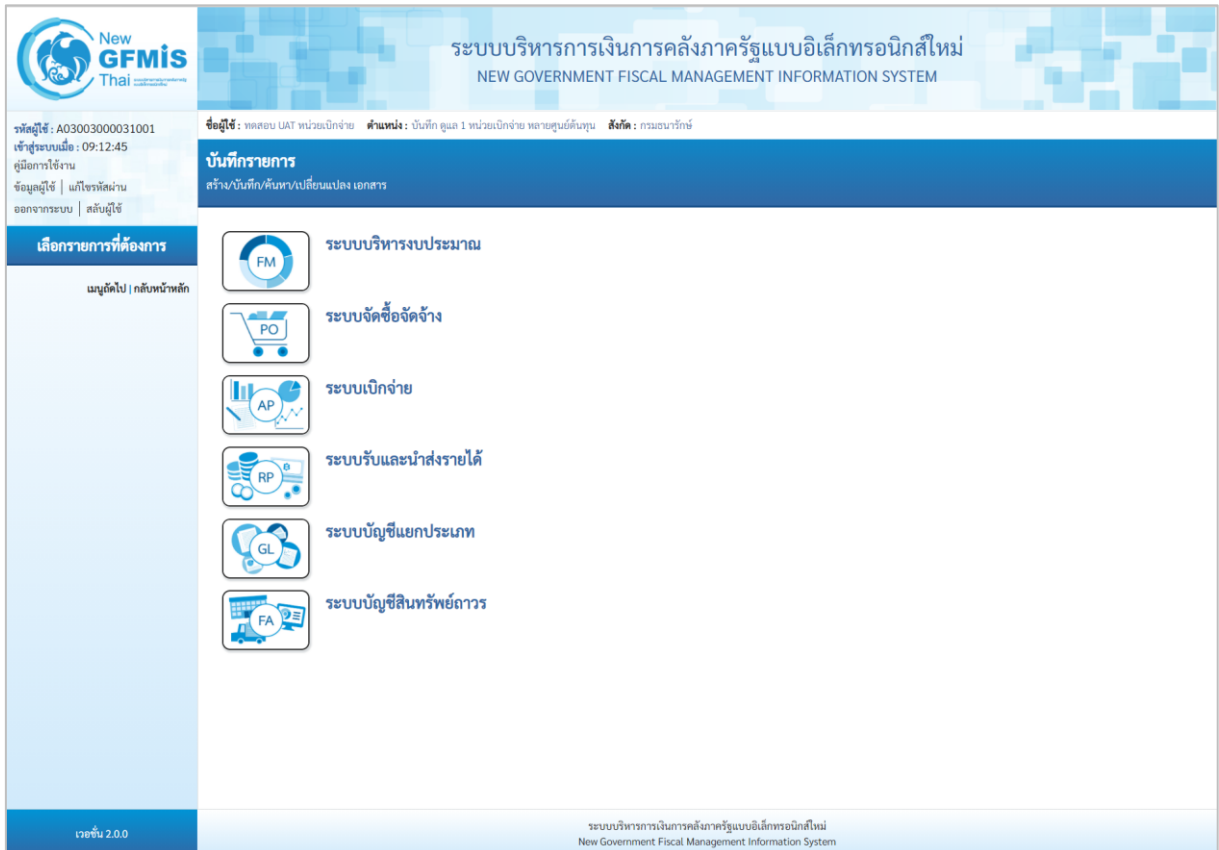 New
GFMiS
Thai
ระบบบริหารการเงินการคลังภาครัฐแบบอิเล็กทรอนิกส์ใหม่
NEW GOVERNMENT FISCAL MANAGEMENT INFORMATION SYSTEM
รหัสผู้ใช้ : A03003000031001
เข้าสู่ระบบเมื่อ : 09:12:45
คู่มือการใช้งาน
ข้อมูลผู้ใช้ | แก้ไขรหัสผ่าน
ออกจากระบบ | สลับผู้ใช้
ชื่อผู้ใช้ : ทดสอบ UAT หน่วยเบิกจ่าย ตำแหน่ง : บันทึก ดูแล 1 หน่วยเบิกจ่าย หลายศูนย์ต้นทุน สังกัด : กรมธนารักษ์
บันทึกรายการ
สร้าง/บันทึก/ค้นหา/เปลี่ยนแปลง เอกสาร
เลือกรายการที่ต้องการ
เมนูถัดไป | กลับหน้าหลัก
FM
ระบบบริหารงบประมาณ
PO
ระบบจัดซื้อจัดจ้าง
AP
ระบบเบิกจ่าย
RP
ระบบรับและนำส่งรายได้
GL
ระบบบัญชีแยกประเภท
FA
ระบบบัญชีสินทรัพย์ถาวร
เวอชั่น 2.0.0
ระบบบริหารการเงินการคลังภาครัฐแบบอิเล็กทรอนิกส์ใหม่
New Government Fiscal Management Information System